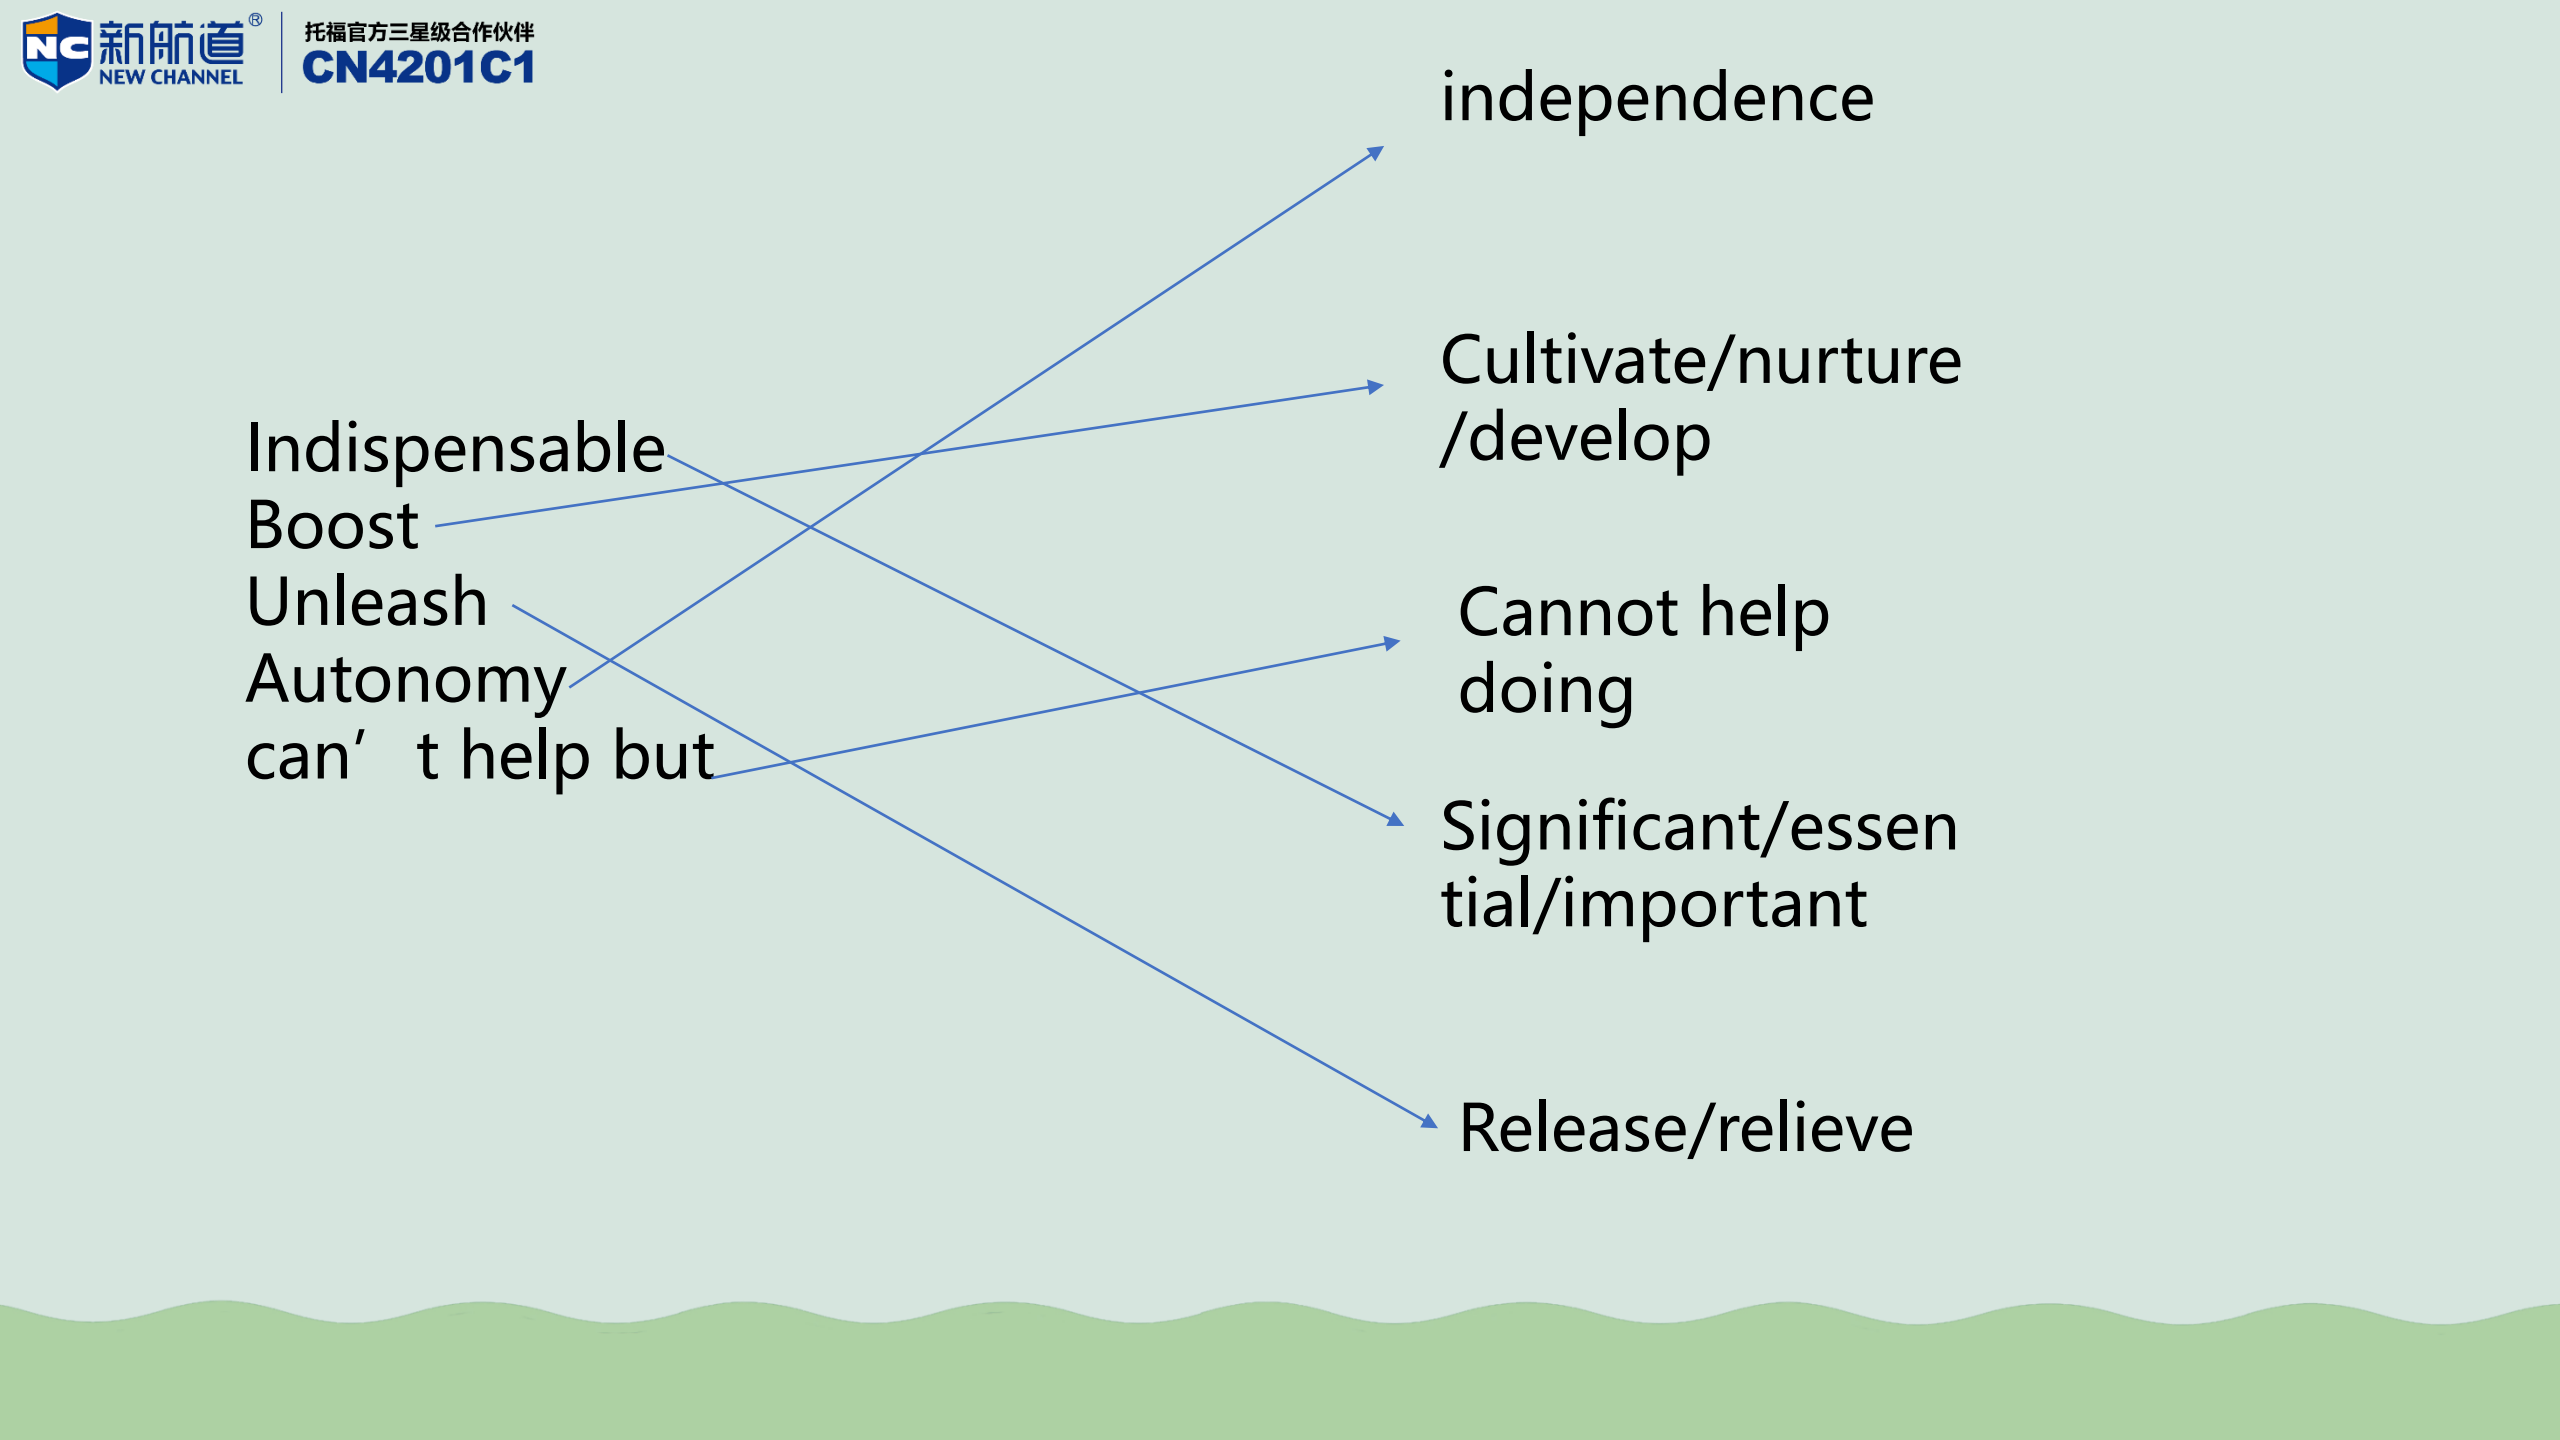 NC 新航道®
NEW CHANNEL
托福官方三星级合作伙伴
CN4201C1
Indispensable
Boost
Unleash
Autonomy
can’t help but
independence
Cultivate/nurture
/develop
Cannot help
doing
Significant/essen
tial/important
Release/relieve